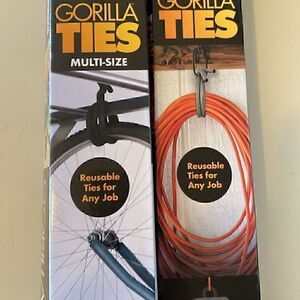 GORILLA
TIES
MULTI-SIZE
Reusable
Ties for
Any Job
GORILLA
TIES
Reusable
Ties for
Any Job